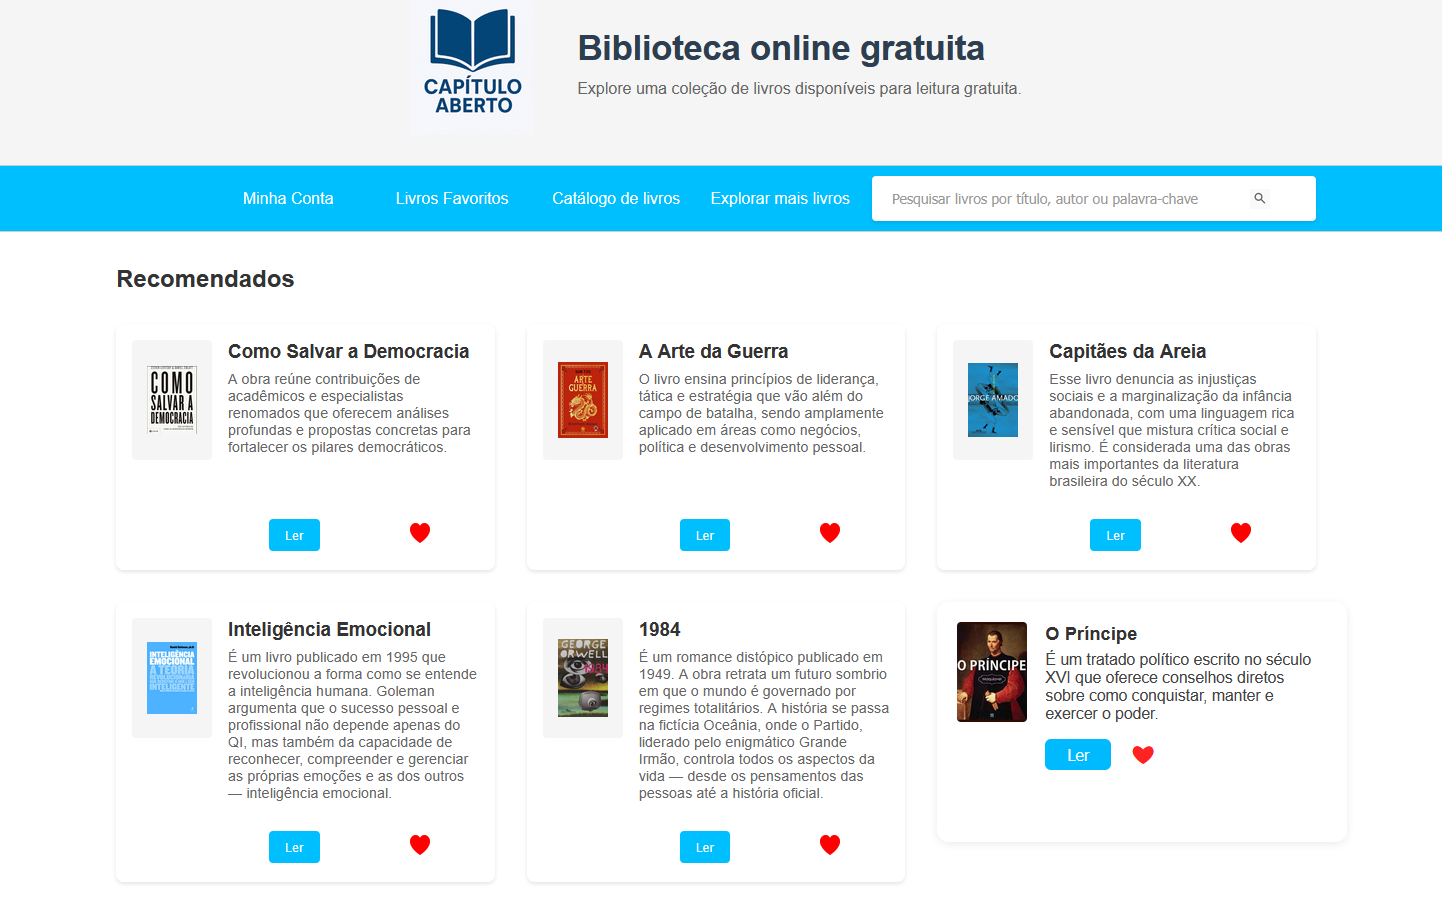 CAPÍTULO
ABERTO
Biblioteca online gratuita
Explore uma coleção de livros disponíveis para leitura gratuita.
Minha Conta
Livros Favoritos
Catálogo de livros
Explorar mais livros
Pesquisar livros por título, autor ou palavra-chave
Recomendados
COMO
SALVAR A
DEMOCRACIA
Como Salvar a Democracia
A obra reúne contribuições de
acadêmicos e especialistas
renomados que oferecem análises
profundas e propostas concretas para
fortalecer os pilares democráticos.
Ler
ARTE
GUERRA
A Arte da Guerra
O livro ensina princípios de liderança,
tática e estratégia que vão além do
campo de batalha, sendo amplamente
aplicado em áreas como negócios,
política e desenvolvimento pessoal.
Ler
JORGE AMADO
Capitães da Areia
Esse livro denuncia as injustiças
sociais e a marginalização da infância
abandonada, com uma linguagem rica
e sensível que mistura crítica social e
lirismo. É considerada uma das obras
mais importantes da literatura
brasileira do século XX.
Ler
INTELIGÊNCIA
EMOCIONAL
A TEORIA
REVOLUCIONÁRIA
INTELIGENTE
Inteligência Emocional
É um livro publicado em 1995 que
revolucionou a forma como se entende
a inteligência humana. Goleman
argumenta que o sucesso pessoal e
profissional não depende apenas do
QI, mas também da capacidade de
reconhecer, compreender e gerenciar
as próprias emoções e as dos outros
— inteligência emocional.
Ler
GEORGE
ORWELL
1984
1984
É um romance distópico publicado em
1949. A obra retrata um futuro sombrio
em que o mundo é governado por
regimes totalitários. A história se passa
na fictícia Oceânia, onde o Partido,
liderado pelo enigmático Grande
Irmão, controla todos os aspectos da
vida — desde os pensamentos das
pessoas até a história oficial.
Ler
O PRÍNCIPE
O Príncipe
É um tratado político escrito no século
XVI que oferece conselhos diretos
sobre como conquistar, manter e
exercer o poder.
Ler